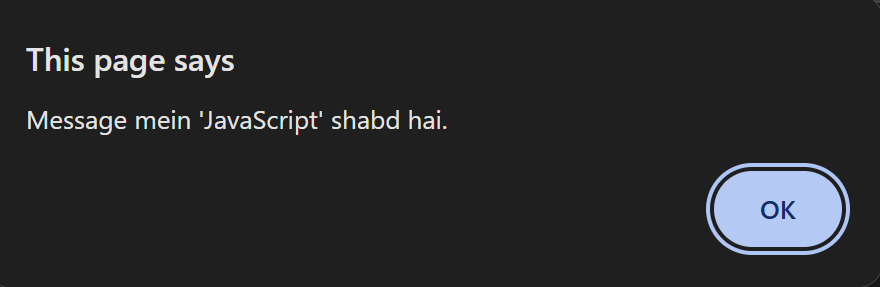 This page says
Message mein 'JavaScript' shabd hai.
OK